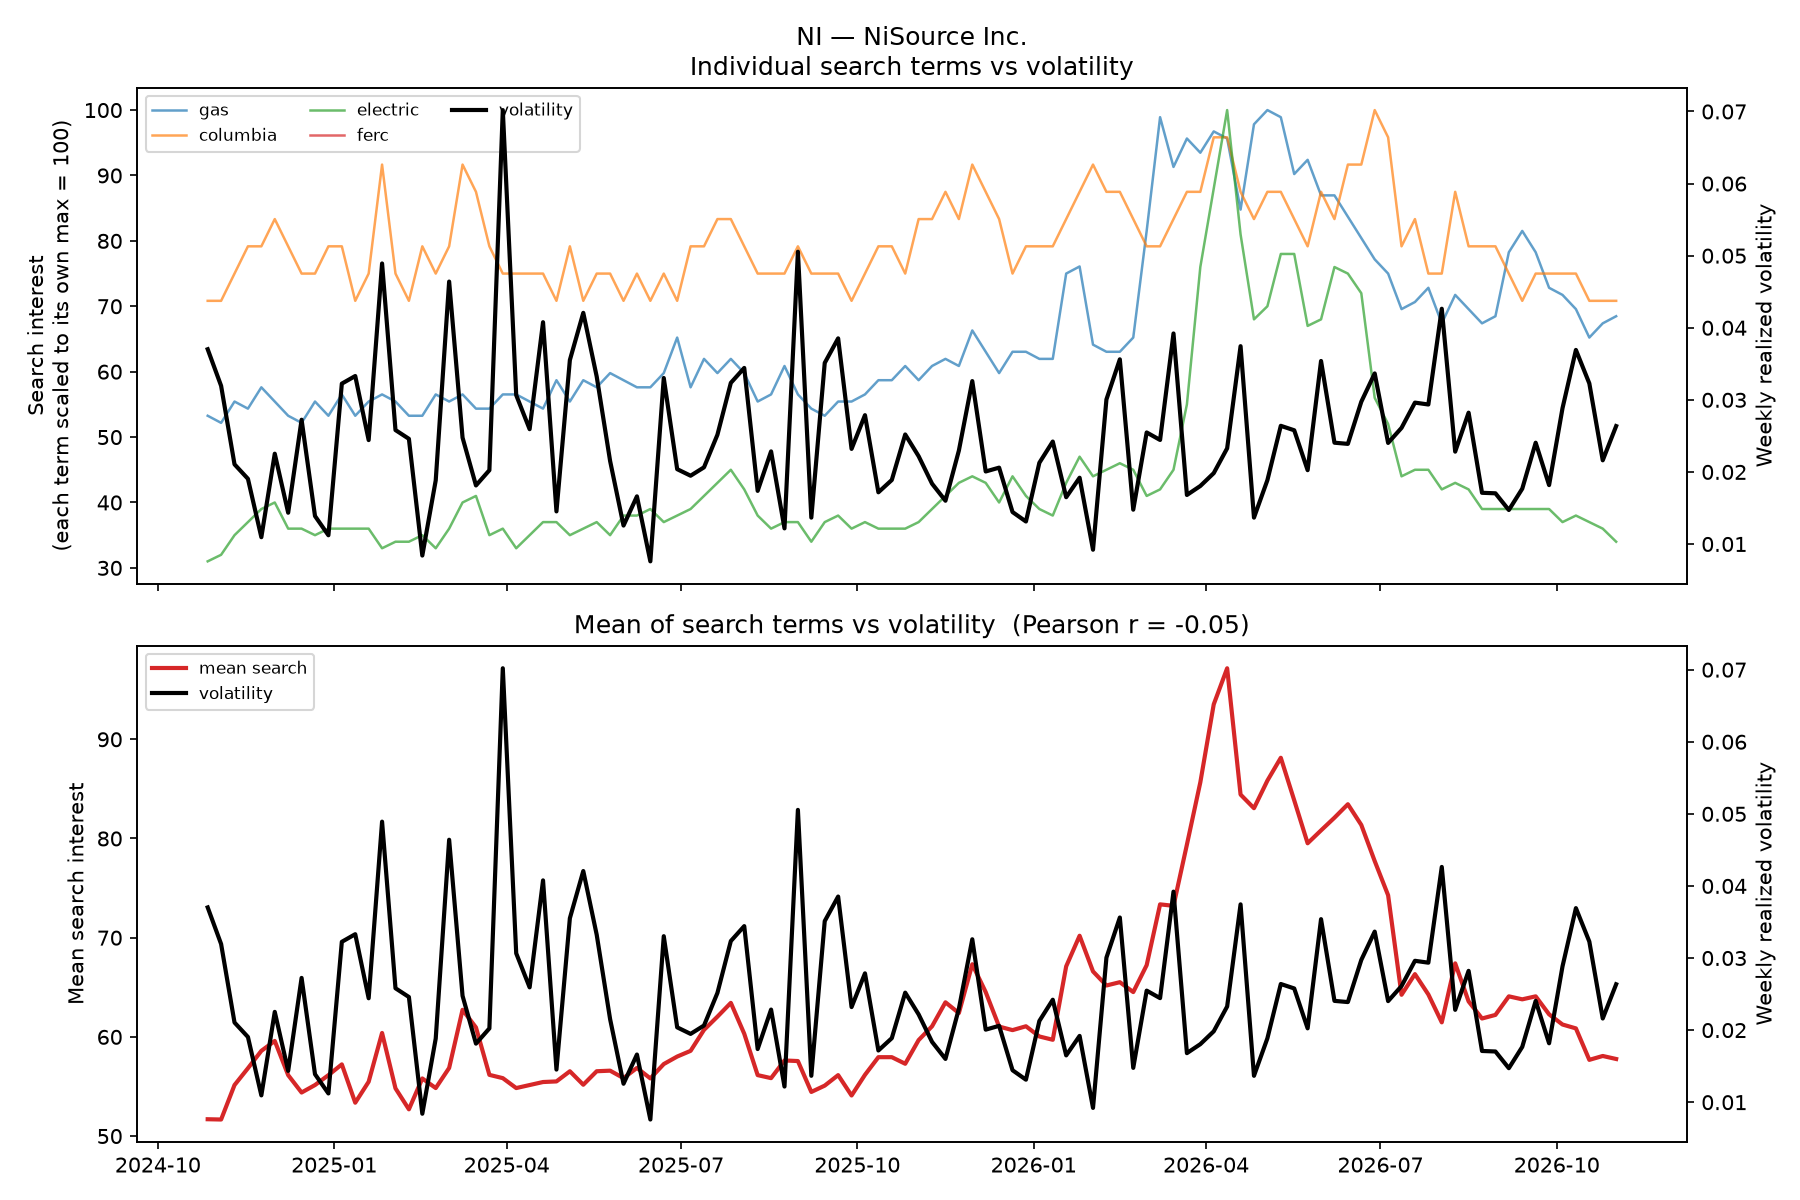 NI — NiSource Inc.
Individual search terms vs volatility
gas
columbia
electric
ferc
volatility
Search interest
(each term scaled to its own max = 100)
100
90
80
70
60
50
40
30
0.07
0.06
0.05
0.04
0.03
0.02
0.01
Weekly realized volatility
Mean of search terms vs volatility (Pearson r = -0.05)
mean search
volatility
Mean search interest
90
80
70
60
50
0.07
0.06
0.05
0.04
0.03
0.02
0.01
Weekly realized volatility
2024-10
2025-01
2025-04
2025-07
2025-10
2026-01
2026-04
2026-07
2026-10